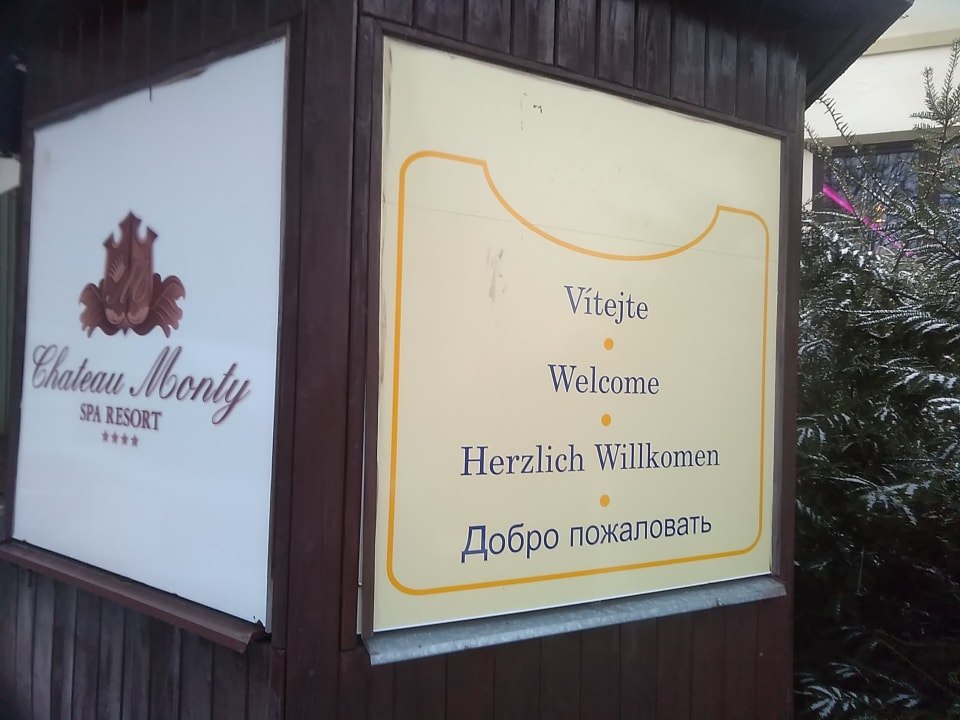 Chateau Monty
SPA RESORT
★★★★
Vítejte
•
Welcome
•
Herzlich Willkomen
•
Добро пожаловать